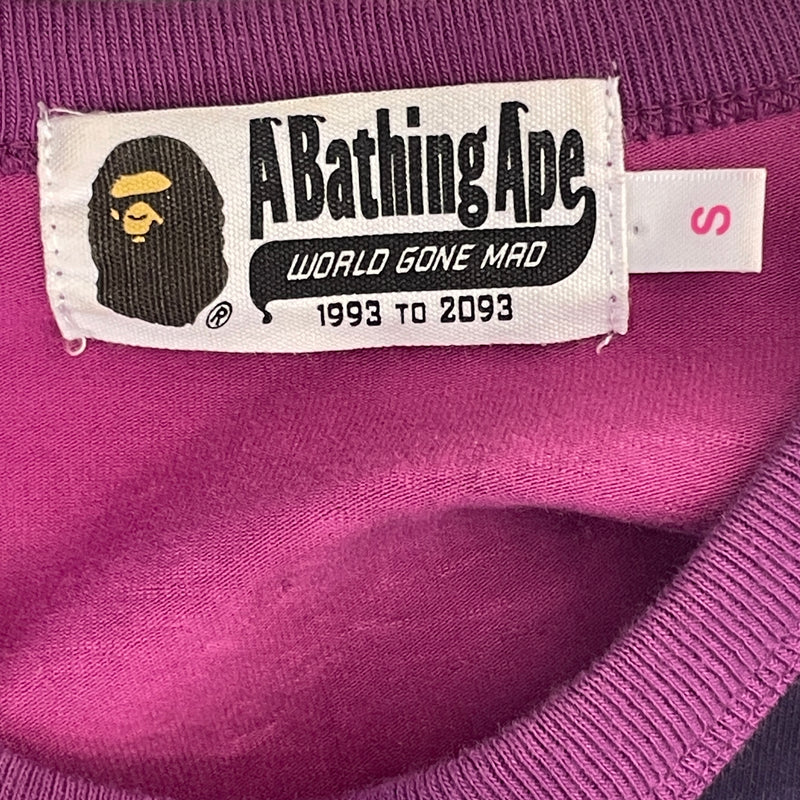 A Bathing Ape
WORLD GONE MAD
1993 TO 2093
®
S